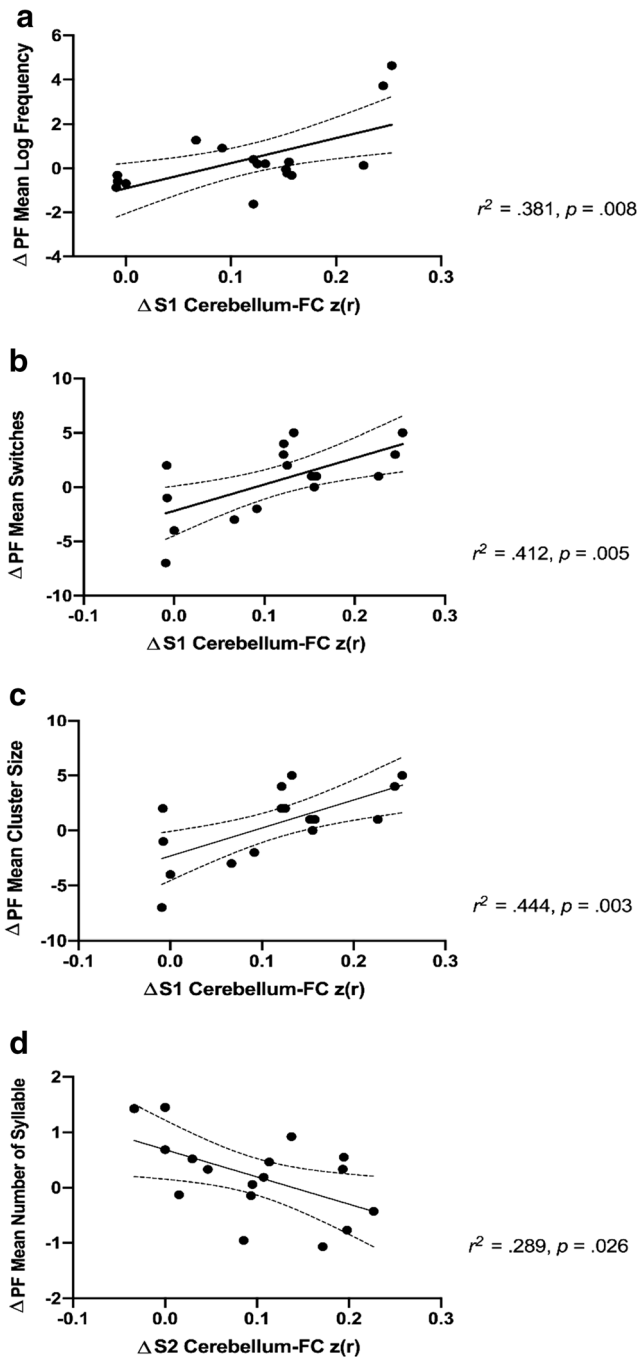 a
Δ PF Mean Log Frequency
6
4
2
0
-2
-4
0.0 0.1 0.2 0.3
Δ S1 Cerebellum-FC z(r)
r² = .381, p = .008
b
Δ PF Mean Switches
10
5
0
-5
-10
-0.1 0.0 0.1 0.2 0.3
Δ S1 Cerebellum-FC z(r)
r² = .412, p = .005
c
Δ PF Mean Cluster Size
10
5
0
-5
-10
-0.1 0.0 0.1 0.2 0.3
Δ S1 Cerebellum-FC z(r)
r² = .444, p = .003
d
Δ PF Mean Number of Syllable
2
1
0
-1
-2
-0.1 0.0 0.1 0.2 0.3
Δ S2 Cerebellum-FC z(r)
r² = .289, p = .026